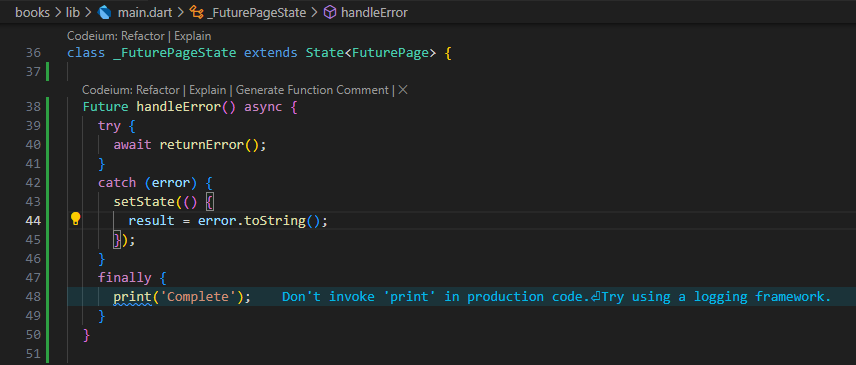 books > lib > main.dart > _FuturePageState > handleError
Codeium: Refactor | Explain
36 class _FuturePageState extends State<FuturePage> {
37
Codeium: Refactor | Explain | Generate Function Comment | ×
38 Future handleError() async {
39 try {
40 await returnError();
41 }
42 catch (error) {
43 setState(() {
44 result = error.toString();
45 });
46 }
47 finally {
48 print('Complete'); Don't invoke 'print' in production code.⏎Try using a logging framework.
49 }
50 }
51